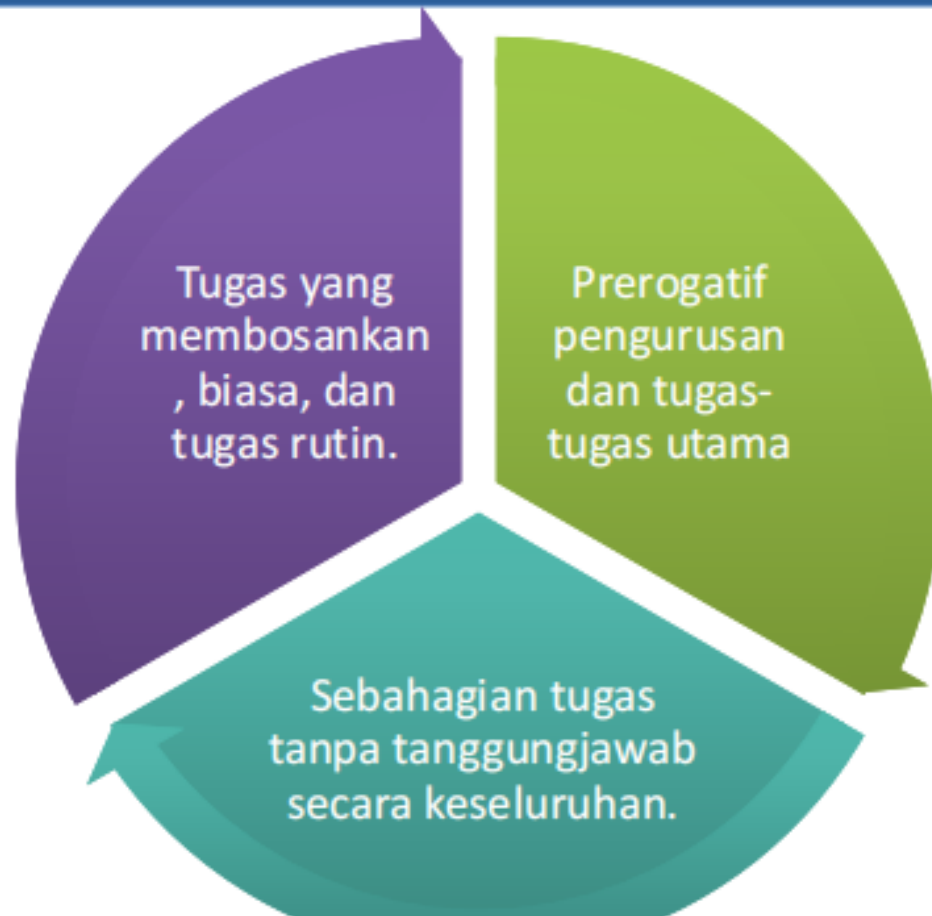 Tugas yang
membosankan
, biasa, dan
tugas rutin.
Prerogatif
pengurusan
dan tugas-
tugas utama
Sebahagian tugas
tanpa tanggungjawab
secara keseluruhan.